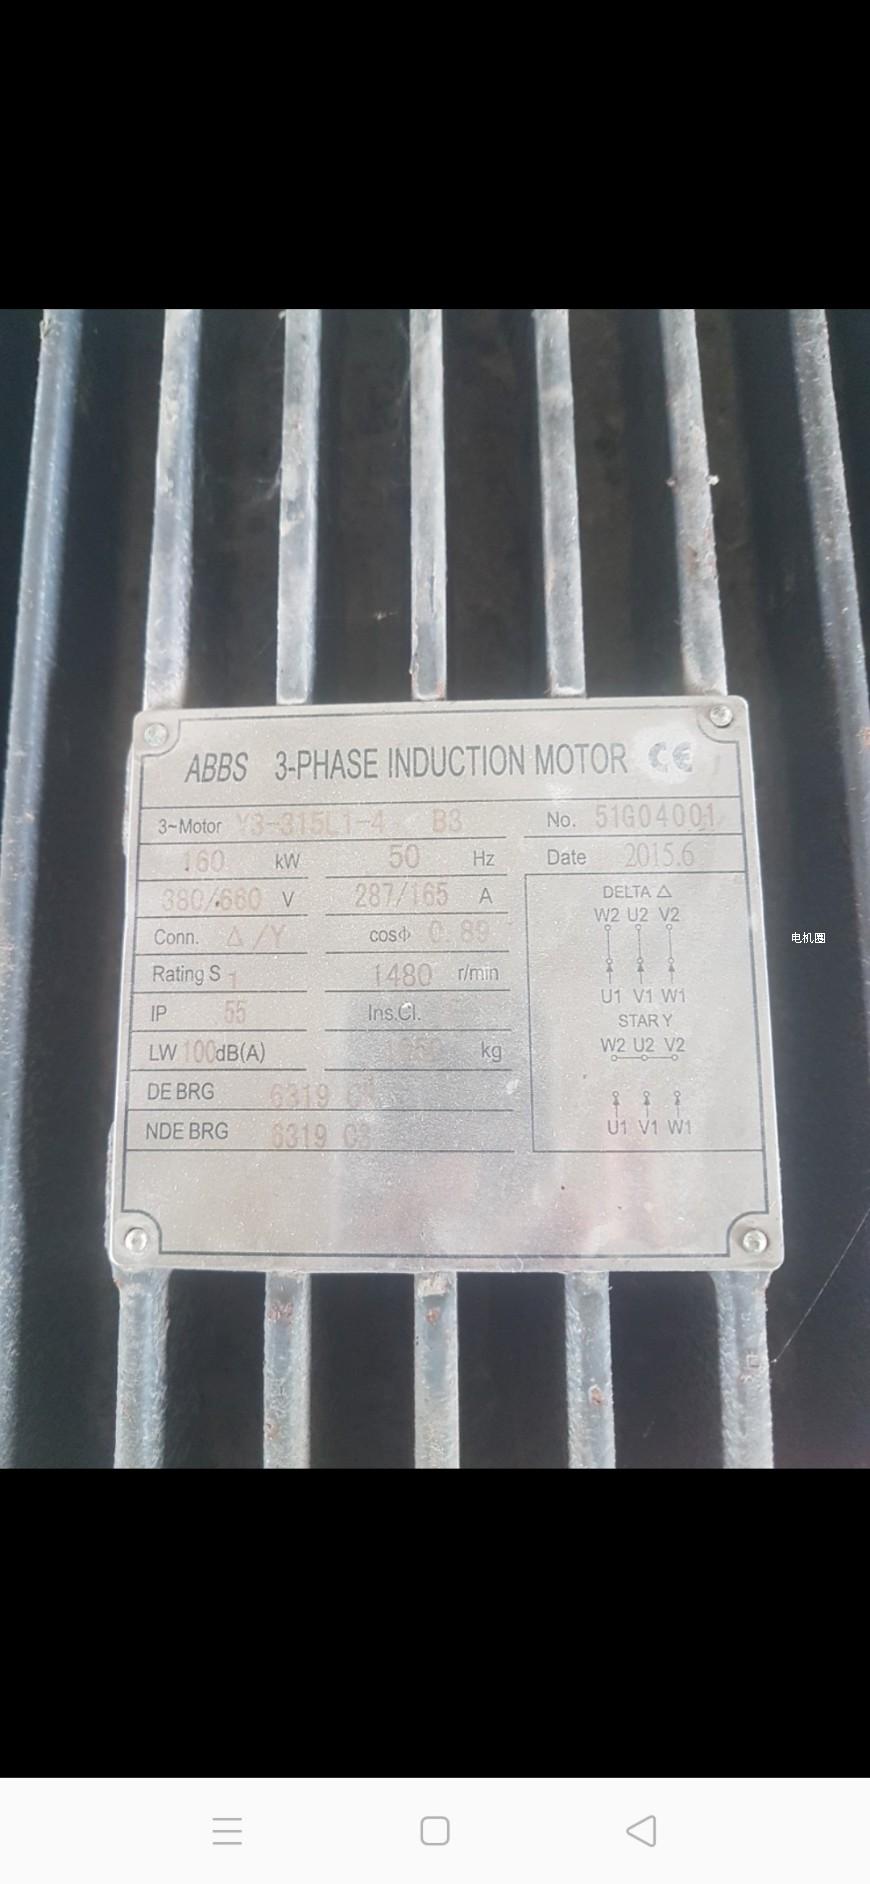 ABBS 3-PHASE INDUCTION MOTOR CE
3~Motor Y3-315L1-4 B3 No. 51G04001
160 kW 50 Hz Date 2015.6
380/660 V 287/165 A
Conn. Δ/Y cosΦ 0.89
Rating S 1 1480 r/min
IP 55 Ins.Cl.
LW 100dB(A) kg
DE BRG 6319
NDE BRG 6319 C3
DELTA Δ
W2 U2 V2
U1 V1 W1
STAR Y
W2 U2 V2
U1 V1 W1
电机圈